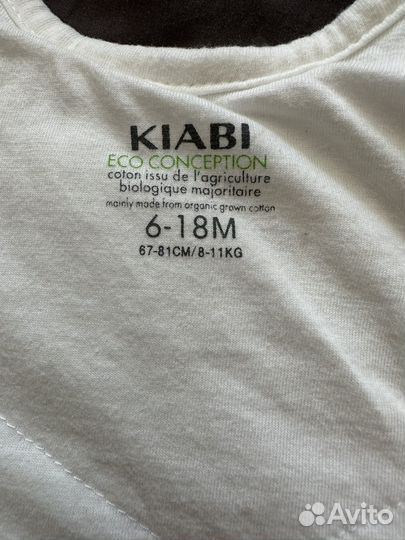 KIABI
ECO CONCEPTION
coton issu de l'agriculture
biologique majoritaire
mainly made from organic grown cotton
6-18M
67-81CM/8-11KG
Avito